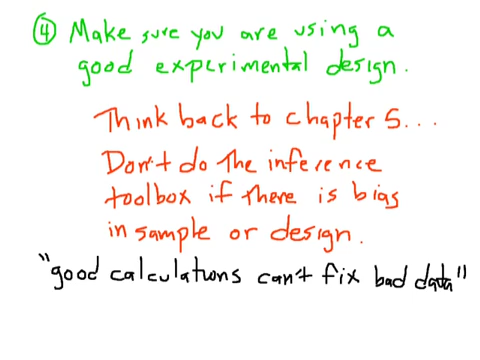 ④ Make sure you are using a
good experimental design.
Think back to chapter 5...
Don't do the inference
toolbox if there is bias
in sample or design.
"good calculations can't fix bad data"